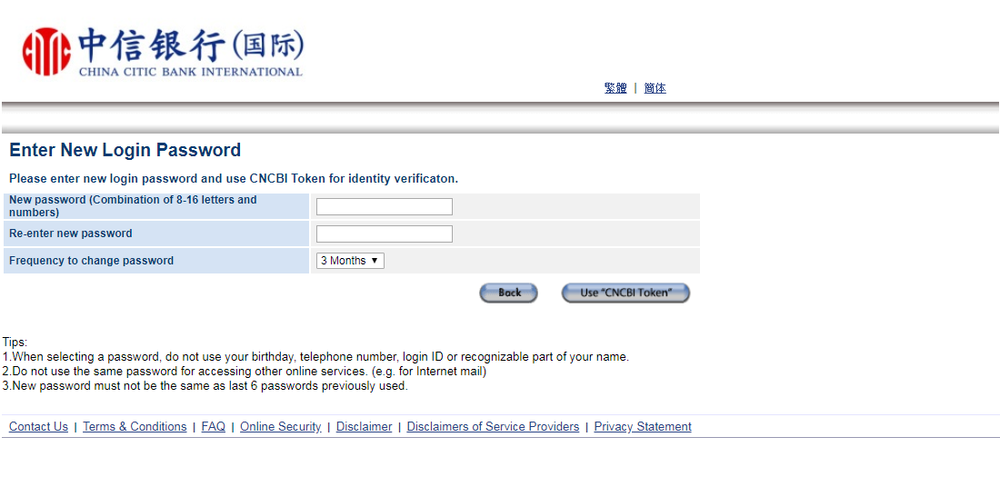 中信银行(国际)
CHINA CITIC BANK INTERNATIONAL
繁體 | 簡体
Enter New Login Password
Please enter new login password and use CNCBI Token for identity verificaton.
New password (Combination of 8-16 letters and
numbers)
Re-enter new password
Frequency to change password 3 Months ▼
Back Use "CNCBI Token"
Tips:
1.When selecting a password, do not use your birthday, telephone number, login ID or recognizable part of your name.
2.Do not use the same password for accessing other online services. (e.g. for Internet mail)
3.New password must not be the same as last 6 passwords previously used.
Contact Us | Terms & Conditions | FAQ | Online Security | Disclaimer | Disclaimers of Service Providers | Privacy Statement